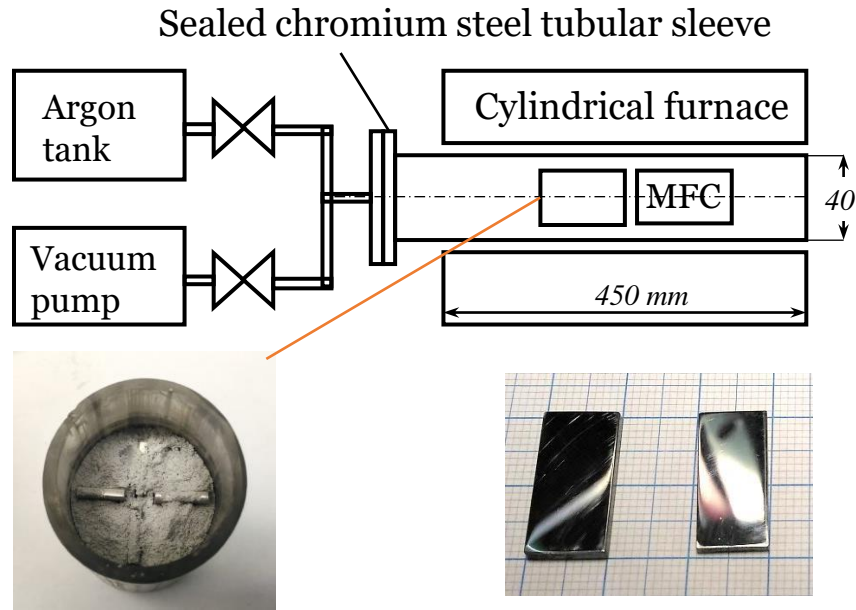 Sealed chromium steel tubular sleeve
Argon
tank
Cylindrical furnace
MFC
40
Vacuum
pump
450 mm